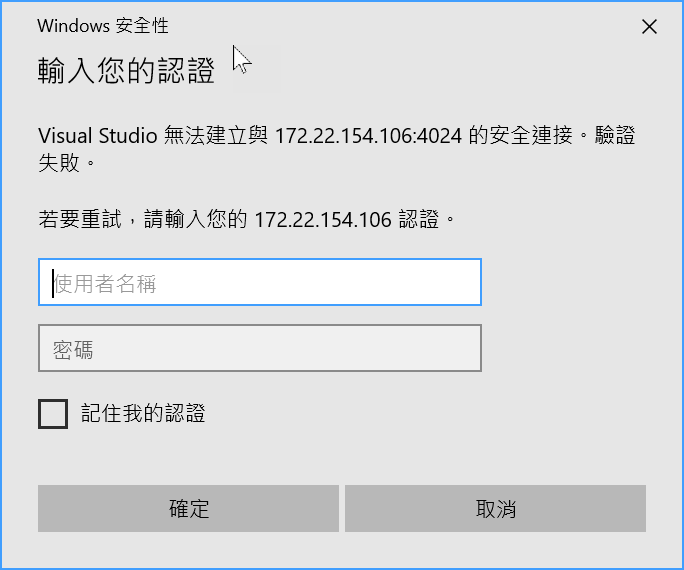 Windows 安全性
輸入您的認證
Visual Studio 無法建立與 172.22.154.106:4024 的安全連接。驗證
失敗。
若要重試，請輸入您的 172.22.154.106 認證。
使用者名稱
密碼
記住我的認證
確定
取消